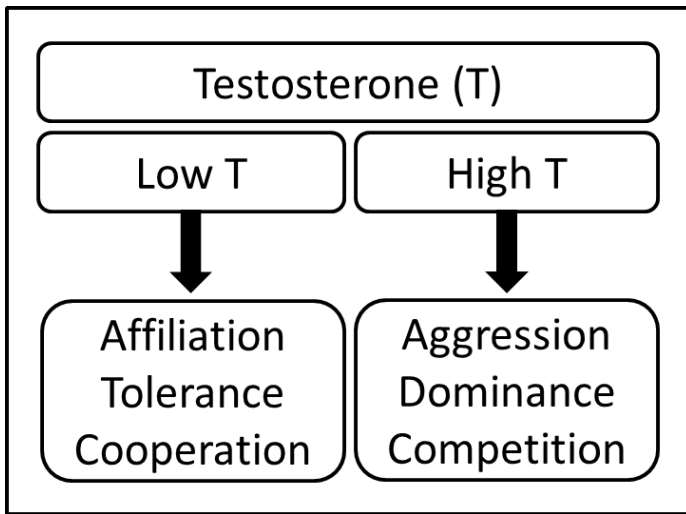 Testosterone (T)
Low T
High T
Affiliation
Tolerance
Cooperation
Aggression
Dominance
Competition